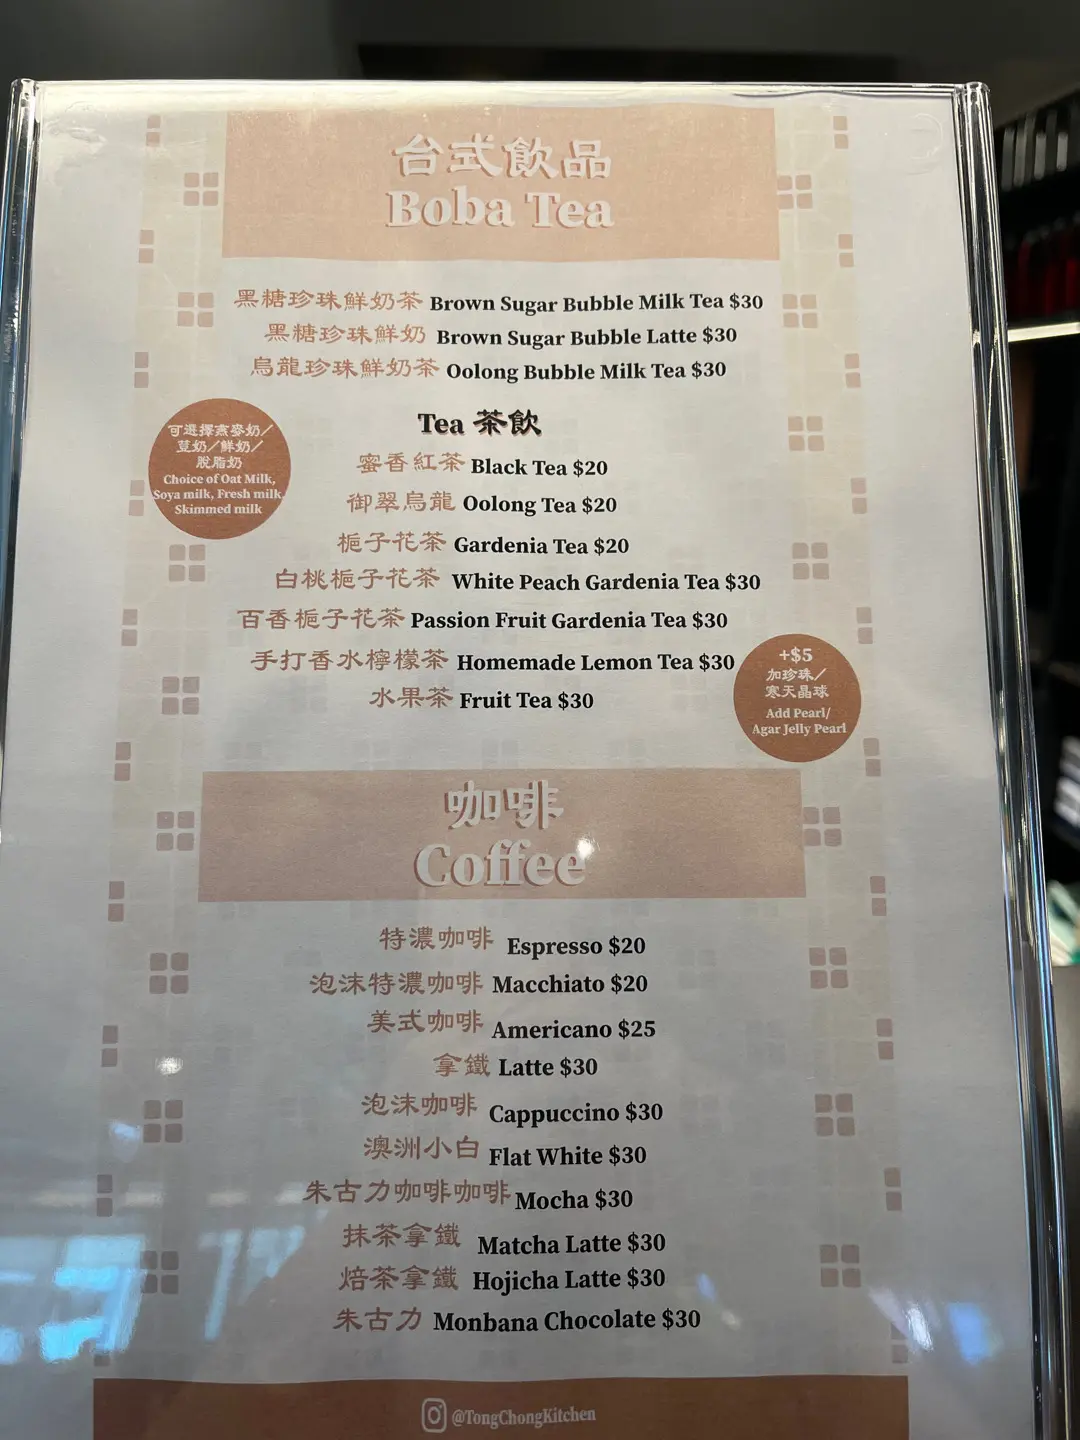 台式飲品
Boba Tea
黑糖珍珠鮮奶茶 Brown Sugar Bubble Milk Tea $30
黑糖珍珠鮮奶 Brown Sugar Bubble Latte $30
烏龍珍珠鮮奶茶 Oolong Bubble Milk Tea $30
Tea 茶飲
可選擇燕麥奶/
荳奶/鮮奶/
脫脂奶
Choice of Oat Milk,
Soya milk, Fresh milk,
Skimmed milk
蜜香紅茶 Black Tea $20
御翠烏龍 Oolong Tea $20
梔子花茶 Gardenia Tea $20
白桃梔子花茶 White Peach Gardenia Tea $30
百香梔子花茶 Passion Fruit Gardenia Tea $30
手打香水檸檬茶 Homemade Lemon Tea $30
水果茶 Fruit Tea $30
+$5
加珍珠/
寒天晶球
Add Pearl/
Agar Jelly Pearl
咖啡
Coffee
特濃咖啡 Espresso $20
泡沫特濃咖啡 Macchiato $20
美式咖啡 Americano $25
拿鐵 Latte $30
泡沫咖啡 Cappuccino $30
澳洲小白 Flat White $30
朱古力咖啡咖啡 Mocha $30
抹茶拿鐵 Matcha Latte $30
焙茶拿鐵 Hojicha Latte $30
朱古力 Monbana Chocolate $30
@TongChongKitchen